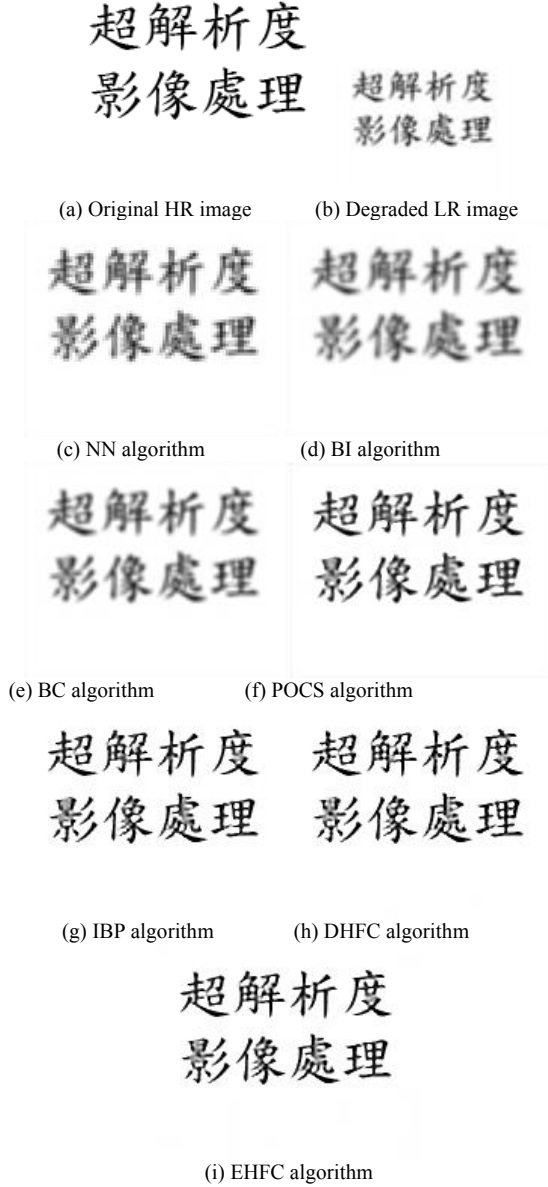 超解析度
影像處理
超解析度
影像處理
(a) Original HR image
(b) Degraded LR image
超解析度
影像處理
超解析度
影像處理
(c) NN algorithm
(d) BI algorithm
超解析度
影像處理
超解析度
影像處理
(e) BC algorithm
(f) POCS algorithm
超解析度
影像處理
超解析度
影像處理
(g) IBP algorithm
(h) DHFC algorithm
超解析度
影像處理
(i) EHFC algorithm